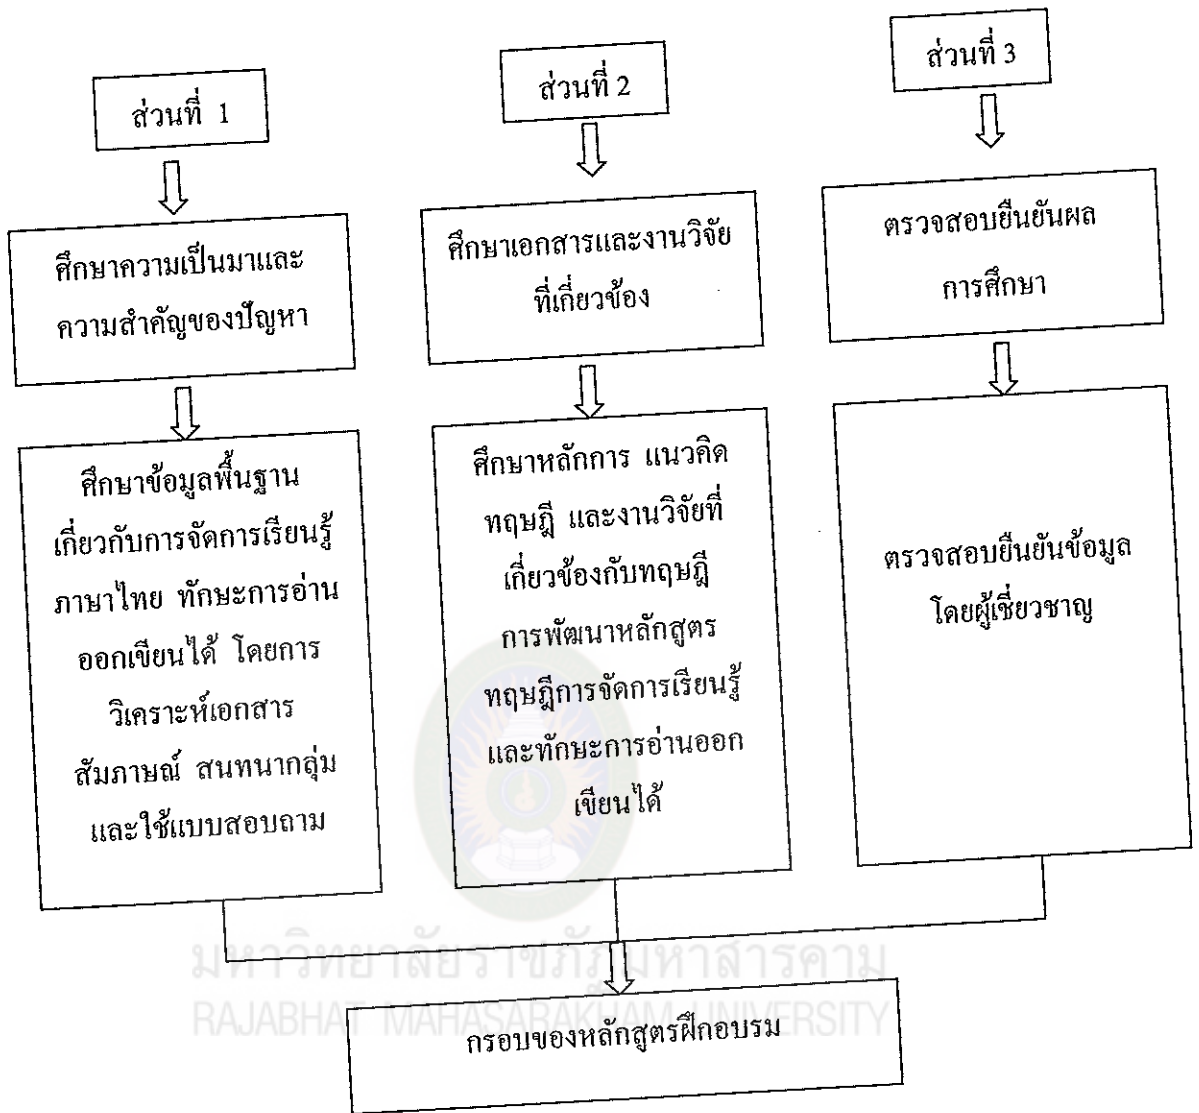 ส่วนที่ 1
ศึกษาความเป็นมาและ
ความสำคัญของปัญหา
ศึกษาข้อมูลพื้นฐาน
เกี่ยวกับการจัดการเรียนรู้
ภาษาไทย ทักษะการอ่าน
ออกเขียนได้ โดยการ
วิเคราะห์เอกสาร
สัมภาษณ์ สนทนากลุ่ม
และใช้แบบสอบถาม
ส่วนที่ 2
ศึกษาเอกสารและงานวิจัย
ที่เกี่ยวข้อง
ศึกษาหลักการ แนวคิด
ทฤษฎี และงานวิจัยที่
เกี่ยวข้องกับทฤษฎี
การพัฒนาหลักสูตร
ทฤษฎีการจัดการเรียนรู้
และทักษะการอ่านออก
เขียนได้
ส่วนที่ 3
ตรวจสอบยืนยันผล
การศึกษา
ตรวจสอบยืนยันข้อมูล
โดยผู้เชี่ยวชาญ
มหาวิทยาลัยราชภัฏมหาสารคาม
RAJABHAT MAHASARAKHAM UNIVERSITY
กรอบของหลักสูตรฝึกอบรม